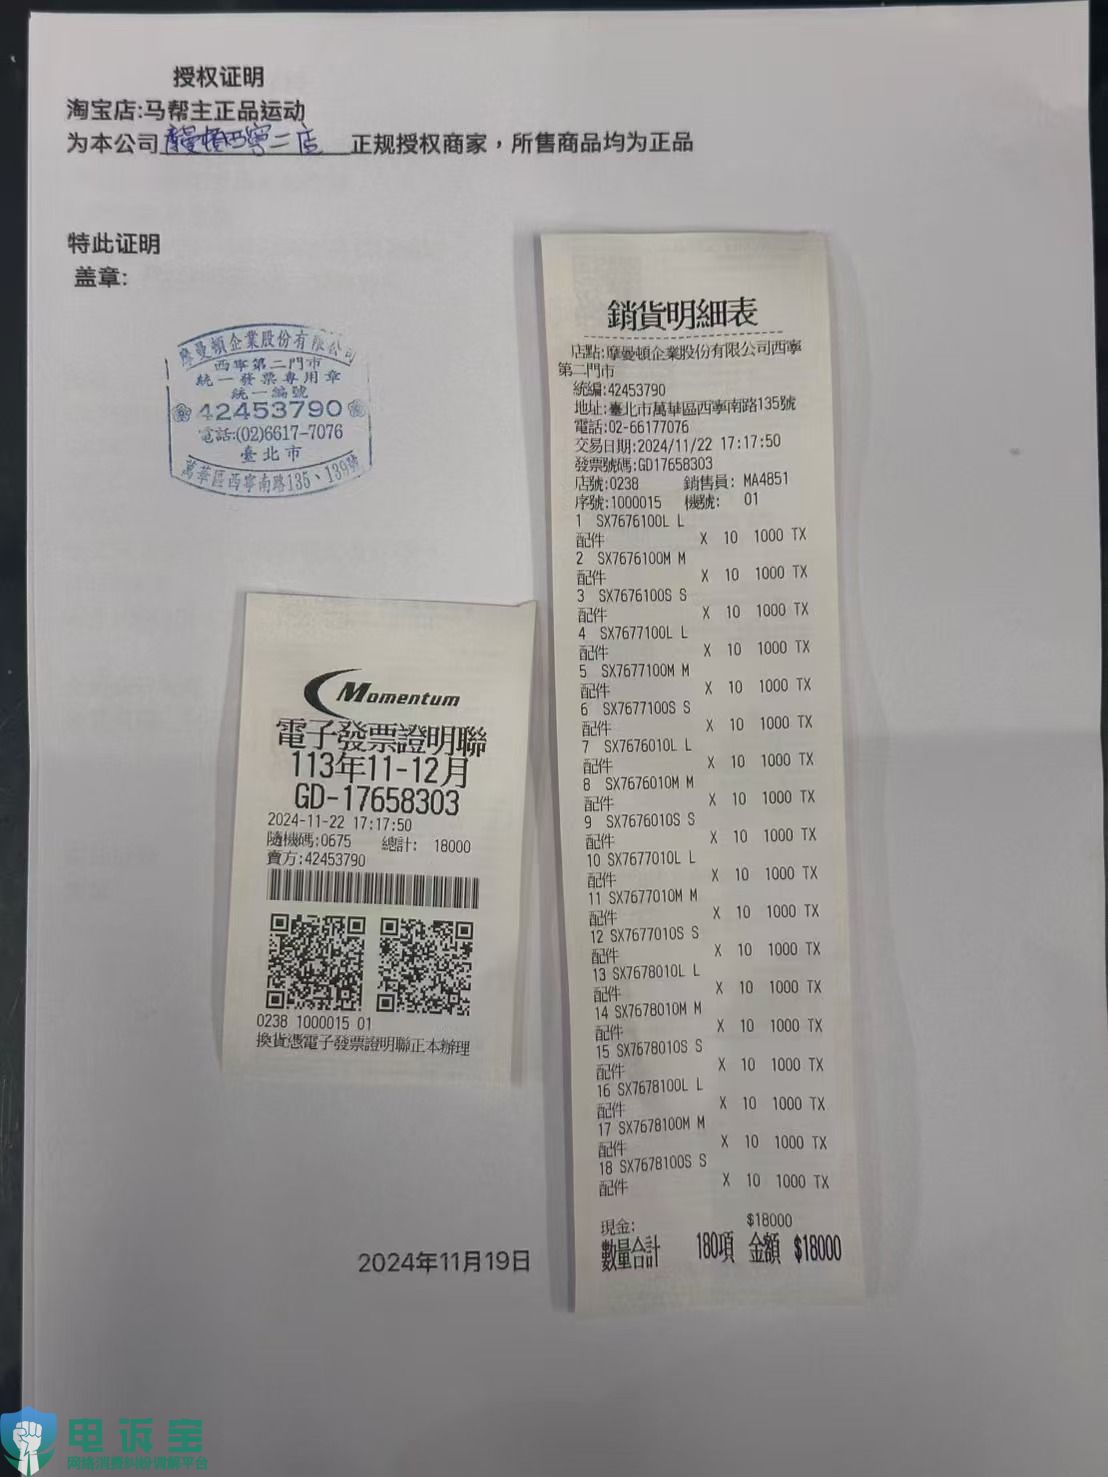 授权证明
淘宝店:马帮主正品运动
为本公司摩曼頓西寧二店正规授权商家，所售商品均为正品
特此证明
盖章:
摩曼頓企業股份有限公司
西寧第二門市
統一發票專用章
統一編號
42453790
電話:(02)6617-7076
臺北市
萬華區西寧南路135、139號
Momentum
電子發票證明聯
113年11-12月
GD-17658303
2024-11-22 17:17:50
隨機碼:0675 總計: 18000
賣方:42453790
0238 1000015 01
換貨憑電子發票證明聯正本辦理
銷貨明細表
店點:摩曼頓企業股份有限公司西寧
第二門市
統編:42453790
地址:臺北市萬華區西寧南路135號
電話:02-66177076
交易日期:2024/11/22 17:17:50
發票號碼:GD17658303
店號:0238 銷售員: MA4851
序號:1000015 機號: 01
1 SX7676100L L
配件 X 10 1000 TX
2 SX7676100M M
配件 X 10 1000 TX
3 SX7676100S S
配件 X 10 1000 TX
4 SX7677100L L
配件 X 10 1000 TX
5 SX7677100M M
配件 X 10 1000 TX
6 SX7677100S S
配件 X 10 1000 TX
7 SX7676010L L
配件 X 10 1000 TX
8 SX7676010M M
配件 X 10 1000 TX
9 SX7676010S S
配件 X 10 1000 TX
10 SX7677010L L
配件 X 10 1000 TX
11 SX7677010M M
配件 X 10 1000 TX
12 SX7677010S S
配件 X 10 1000 TX
13 SX7678010L L
配件 X 10 1000 TX
14 SX7678010M M
配件 X 10 1000 TX
15 SX7678010S S
配件 X 10 1000 TX
16 SX7678100L L
配件 X 10 1000 TX
17 SX7678100M M
配件 X 10 1000 TX
18 SX7678100S S
配件 X 10 1000 TX
現金: $18000
數量合計 180項 金額 $18000
2024年11月19日
电诉宝
网络消费纠纷调解平台